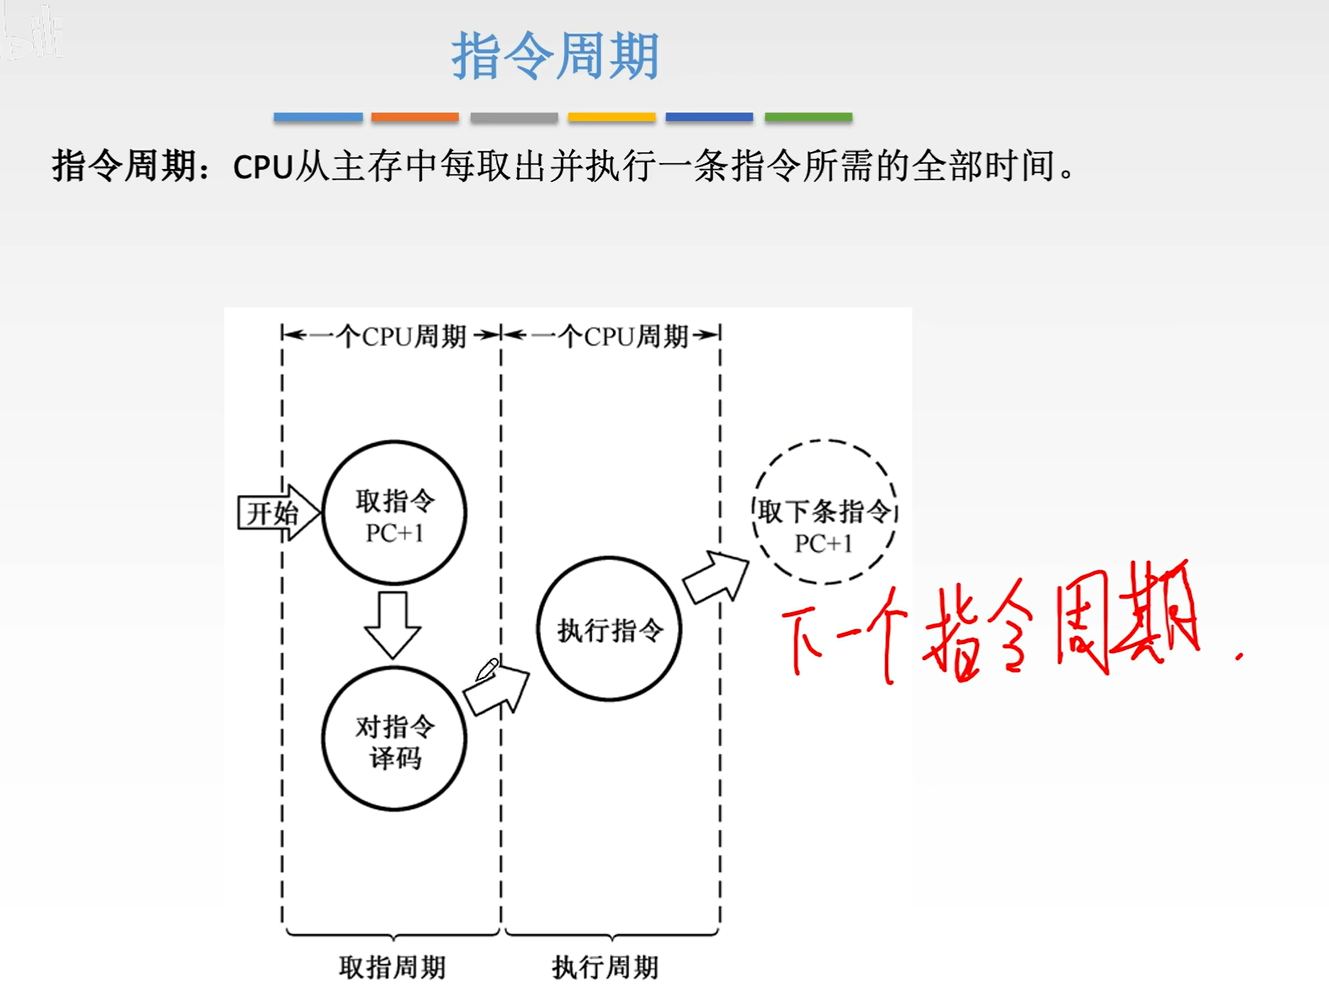 指令周期
指令周期：CPU从主存中每取出并执行一条指令所需的全部时间。
一个CPU周期
一个CPU周期
开始
取指令
PC+1
取下条指令
PC+1
执行指令
下一个指令周期.
对指令
译码
取指周期
执行周期